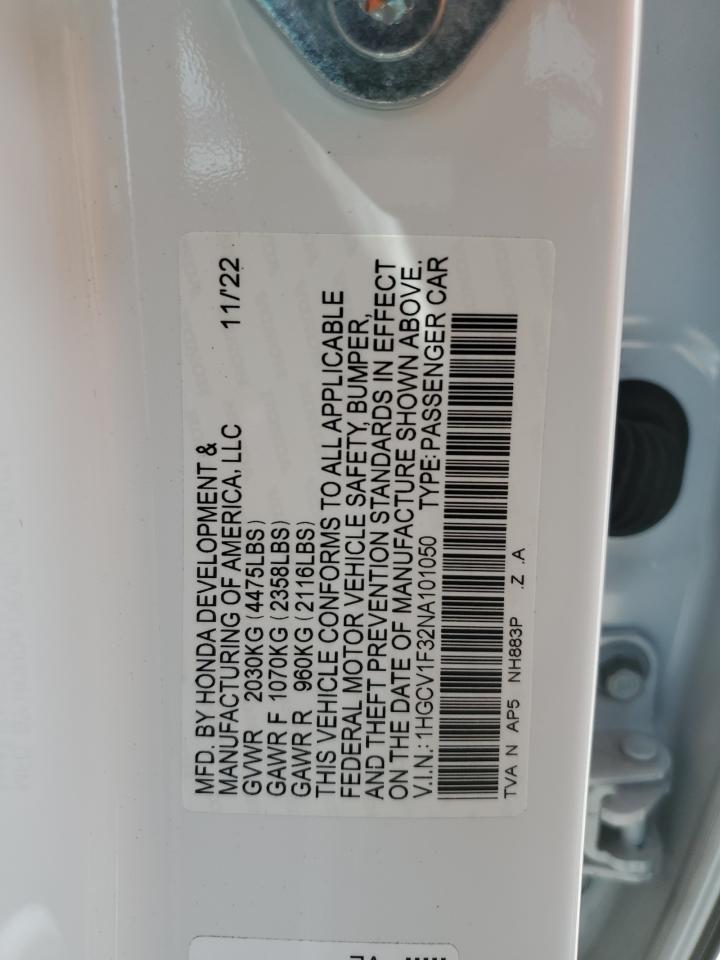 MFD. BY HONDA DEVELOPMENT &
MANUFACTURING OF AMERICA, LLC 11/'22
GVWR 2030KG (4475LBS)
GAWR F 1070KG (2358LBS)
GAWR R 960KG (2116LBS)
THIS VEHICLE CONFORMS TO ALL APPLICABLE
FEDERAL MOTOR VEHICLE SAFETY, BUMPER,
AND THEFT PREVENTION STANDARDS IN EFFECT
ON THE DATE OF MANUFACTURE SHOWN ABOVE.
V.I.N.: 1HGCV1F32NA101050 TYPE: PASSENGER CAR
TVA N AP5 NH883P .Z .A